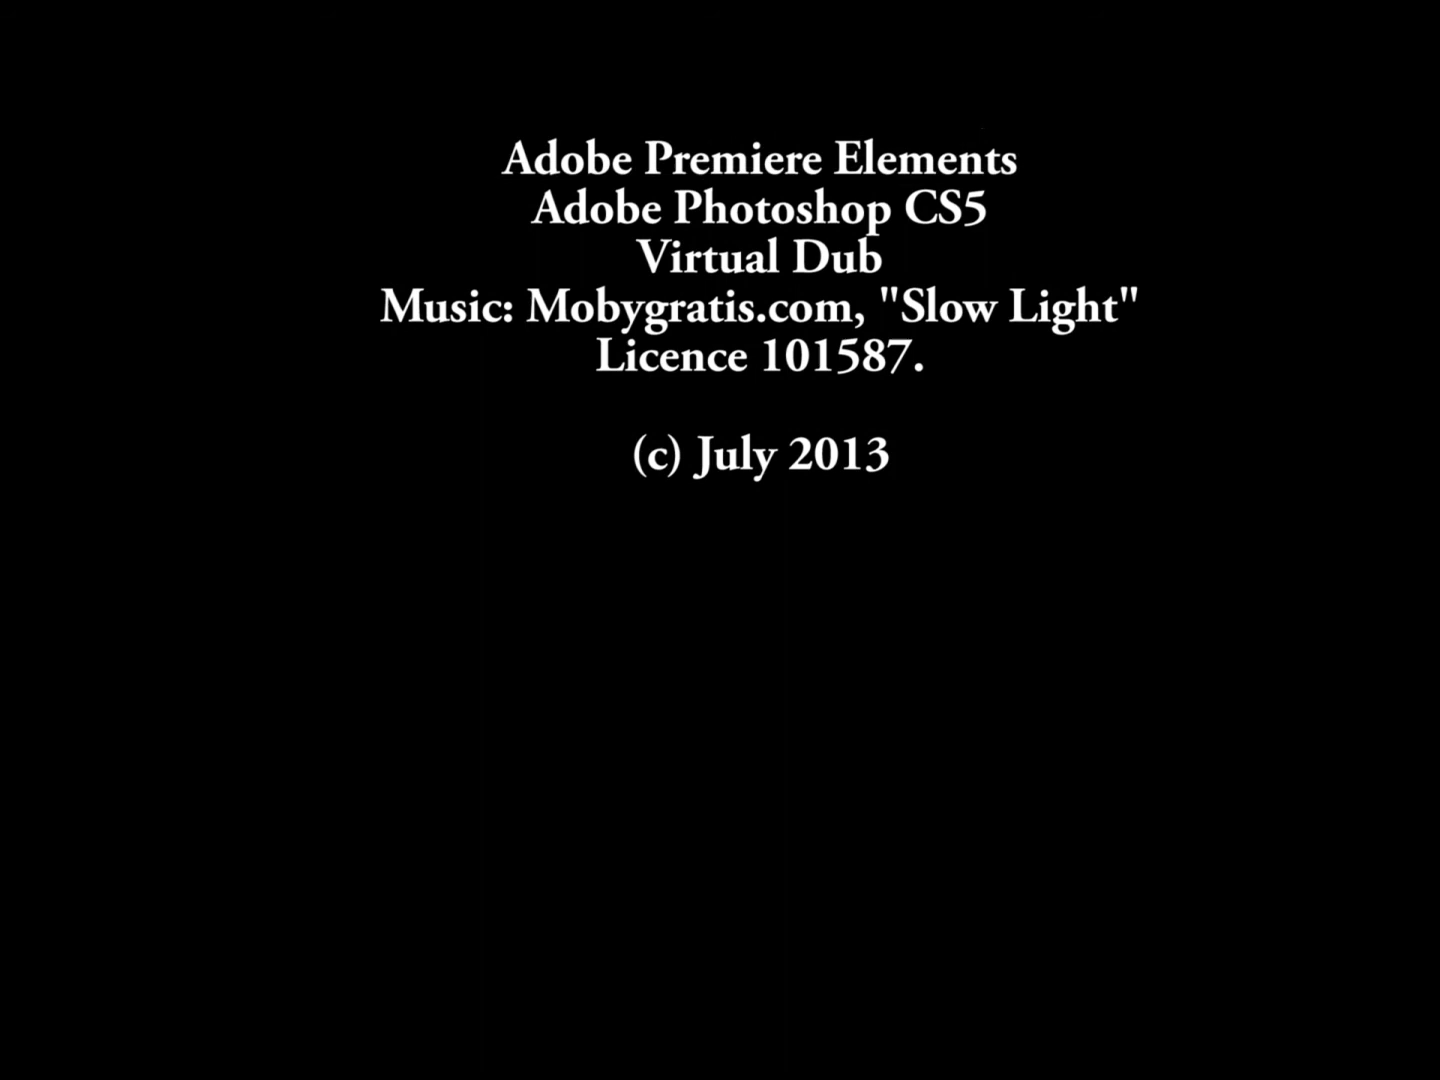 Adobe Premiere Elements
Adobe Photoshop CS5
Virtual Dub
Music: Mobygratis.com, "Slow Light"
Licence 101587.
(c) July 2013